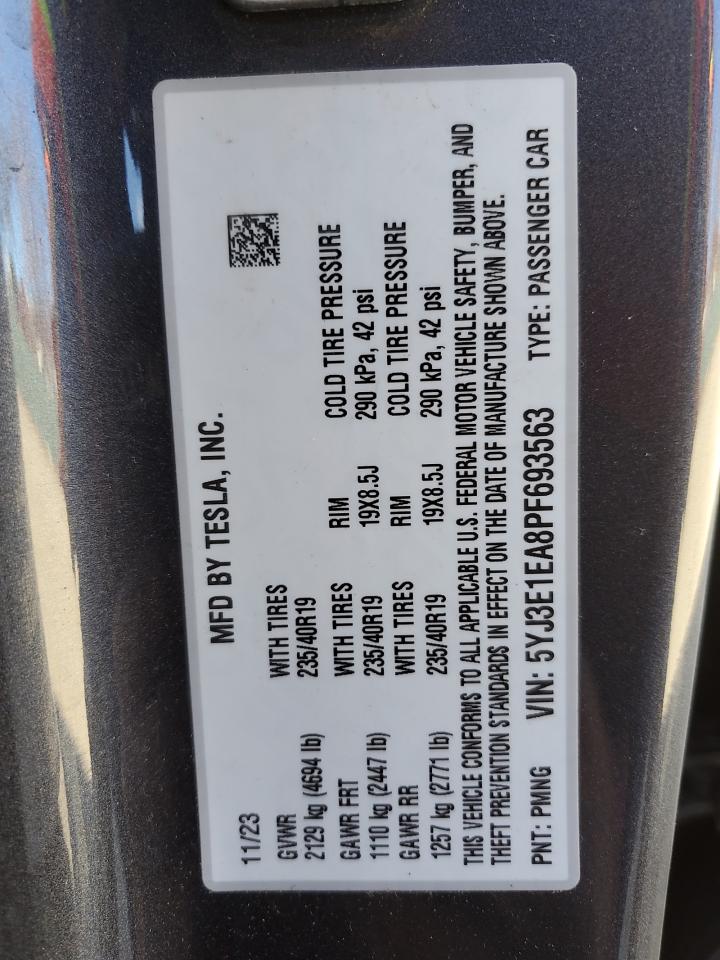 MFD BY TESLA, INC.
11/23
GVWR WITH TIRES
2129 kg (4694 lb) 235/40R19
GAWR FRT WITH TIRES RIM COLD TIRE PRESSURE
1110 kg (2447 lb) 235/40R19 19X8.5J 290 kPa, 42 psi
GAWR RR WITH TIRES RIM COLD TIRE PRESSURE
1257 kg (2771 lb) 235/40R19 19X8.5J 290 kPa, 42 psi
THIS VEHICLE CONFORMS TO ALL APPLICABLE U.S. FEDERAL MOTOR VEHICLE SAFETY, BUMPER, AND
THEFT PREVENTION STANDARDS IN EFFECT ON THE DATE OF MANUFACTURE SHOWN ABOVE.
PNT: PMNG VIN: 5YJ3E1EA8PF693563 TYPE: PASSENGER CAR